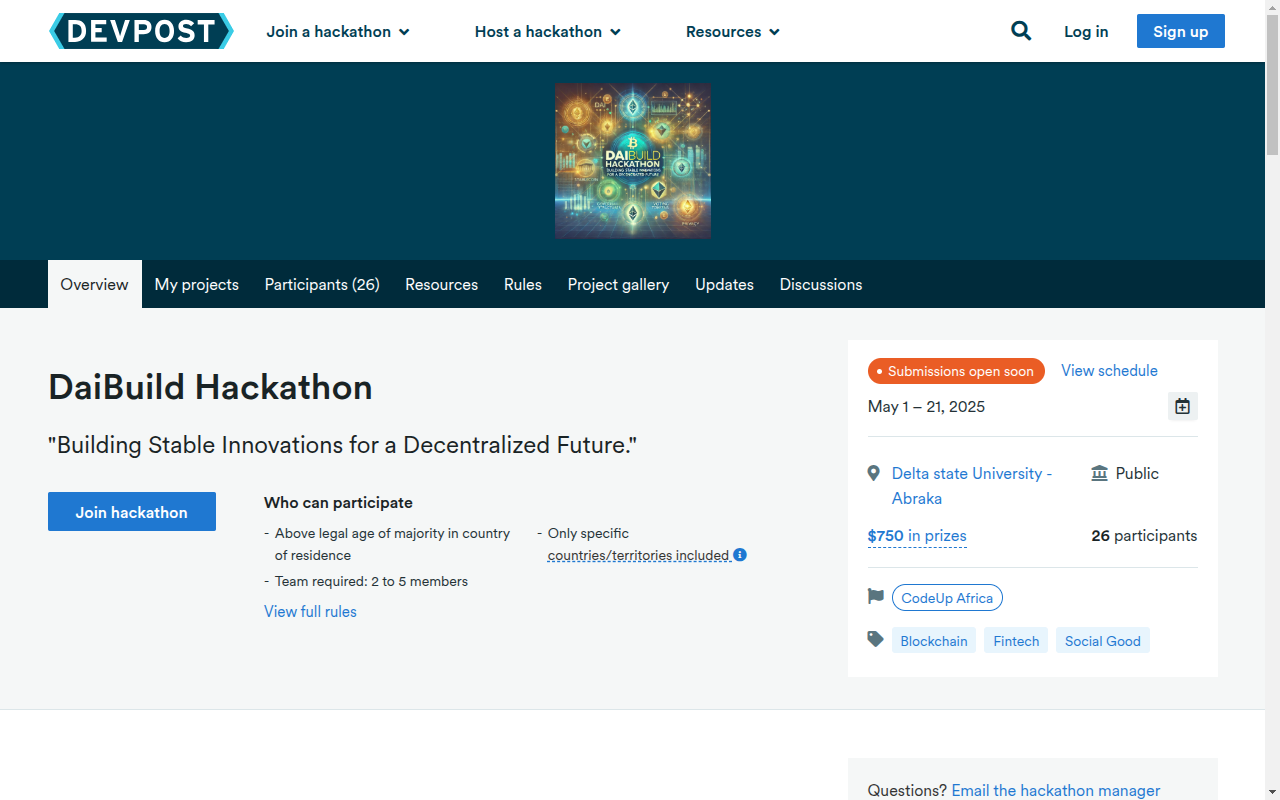 DEVPOST
Join a hackathon
Host a hackathon
Resources
Log in
Sign up
DAIBUILD
HACKATHON
BUILDING STABLE INNOVATIONS
FOR A DECENTRALIZED FUTURE
Overview
My projects
Participants (26)
Resources
Rules
Project gallery
Updates
Discussions
DaiBuild Hackathon
"Building Stable Innovations for a Decentralized Future."
Join hackathon
Who can participate
- Above legal age of majority in country
of residence
- Team required: 2 to 5 members
- Only specific
countries/territories included
View full rules
Submissions open soon
View schedule
May 1 – 21, 2025
Delta state University -
Abraka
Public
$750 in prizes
26 participants
CodeUp Africa
Blockchain
Fintech
Social Good
Questions? Email the hackathon manager